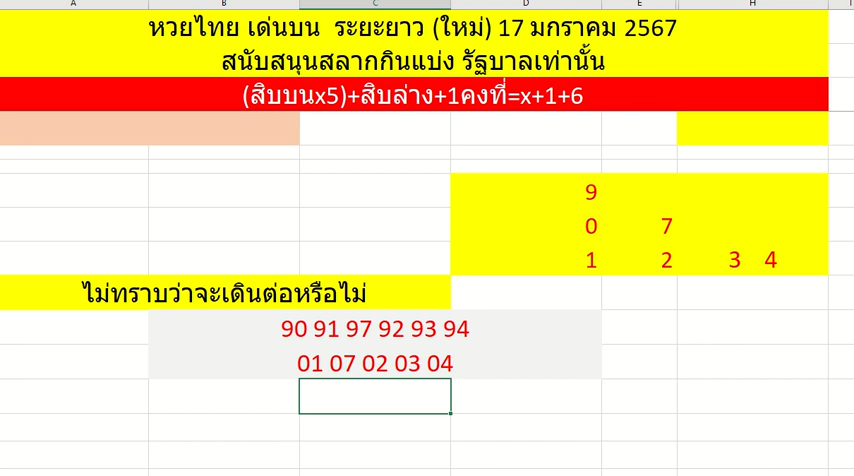 A B C D E H I
หวยไทย เด่นบน ระยะยาว (ใหม่) 17 มกราคม 2567
สนับสนุนสลากกินแบ่ง รัฐบาลเท่านั้น
(สิบบนx5)+สิบล่าง+1คงที่=x+1+6
9
0 7
1 2 3 4
ไม่ทราบว่าจะเดินต่อหรือไม่
90 91 97 92 93 94
01 07 02 03 04